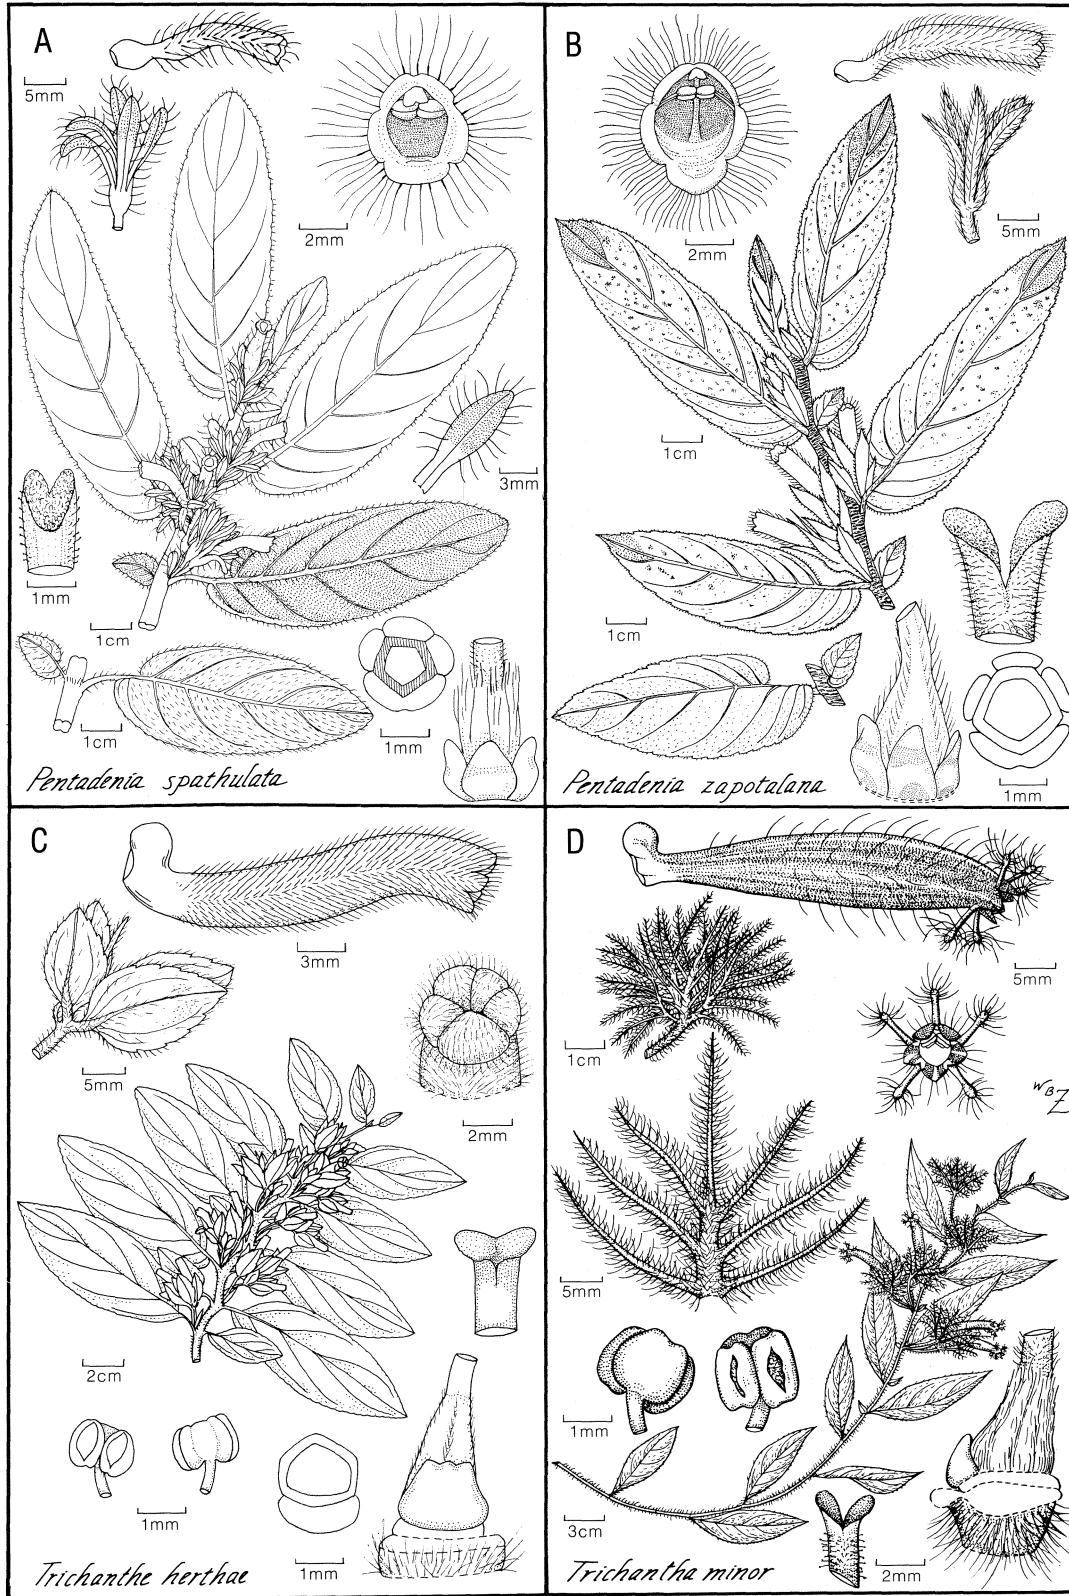 A
5mm
2mm
3mm
1mm
1cm
1cm
1mm
Pentadenia spathulata
B
2mm
5mm
1cm
1cm
1mm
Pentadenia zapotalana
C
3mm
5mm
2mm
2cm
1mm
1mm
Trichanthe herthae
D
5mm
1cm
WBZ
5mm
1mm
3cm
2mm
Trichantha minor